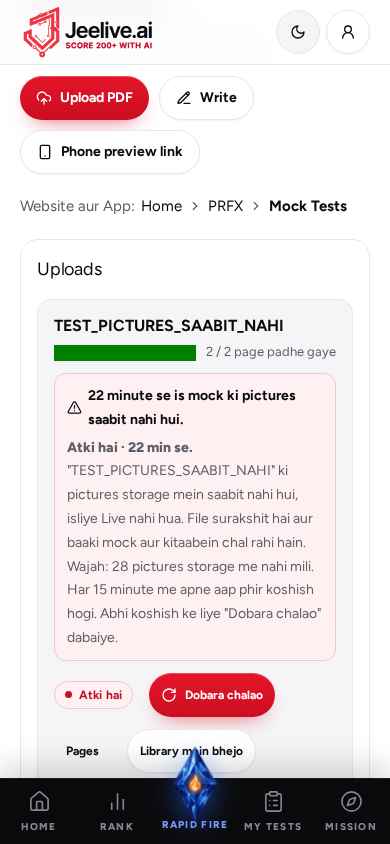 Jeelive.ai
SCORE 200+ WITH AI
Upload PDF
Write
Phone preview link
Website aur App: Home > PRFX > Mock Tests
Uploads
TEST_PICTURES_SAABIT_NAHI
2 / 2 page padhe gaye
22 minute se is mock ki pictures
saabit nahi hui.
Atki hai · 22 min se.
"TEST_PICTURES_SAABIT_NAHI" ki
pictures storage mein saabit nahi hui,
isliye Live nahi hua. File surakshit hai aur
baaki mock aur kitaabein chal rahi hain.
Wajah: 28 pictures storage me nahi mili.
Har 15 minute me apne aap phir koshish
hogi. Abhi koshish ke liye "Dobara chalao"
dabaiye.
Atki hai
Dobara chalao
Pages
Library mein bhejo
HOME
RANK
RAPID FIRE
MY TESTS
MISSION